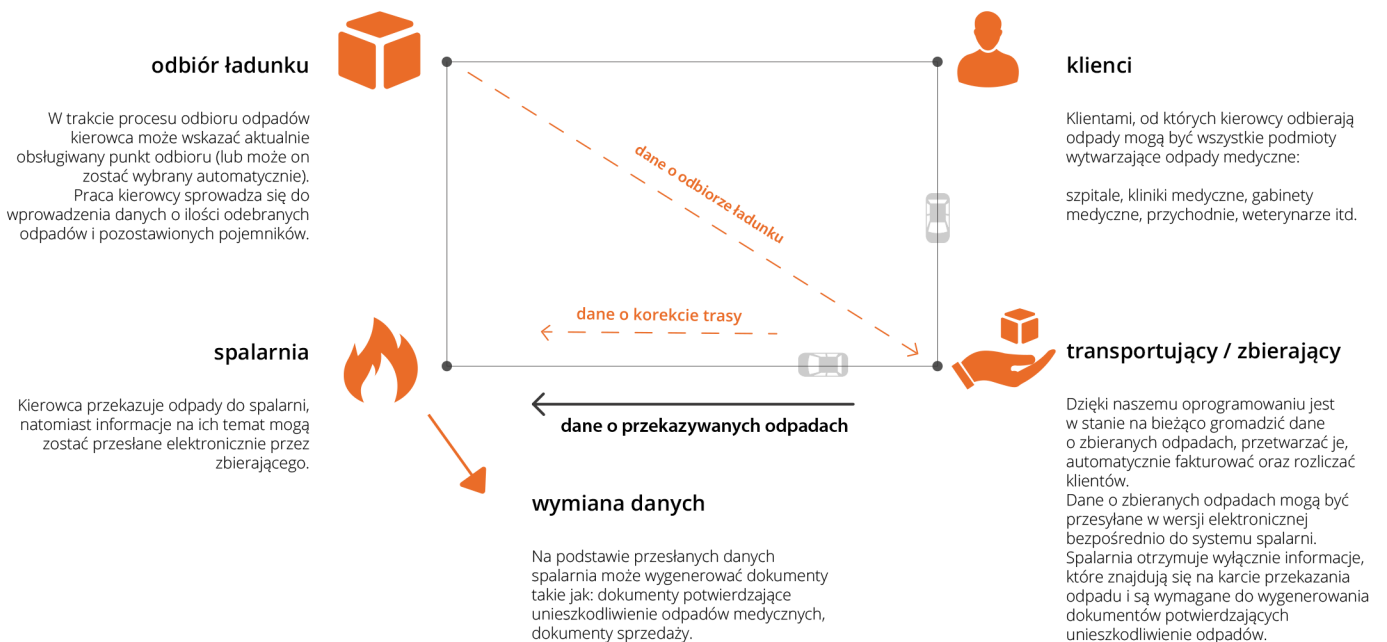 odbiór ładunku
W trakcie procesu odbioru odpadów
kierowca może wskazać aktualnie
obsługiwany punkt odbioru (lub może on
zostać wybrany automatycznie).
Praca kierowcy sprowadza się do
wprowadzenia danych o ilości odebranych
odpadów i pozostawionych pojemników.
klienci
Klientami, od których kierowcy odbierają
odpady mogą być wszystkie podmioty
wytwarzające odpady medyczne:
szpitale, kliniki medyczne, gabinety
medyczne, przychodnie, weterynarze itd.
dane o odbiorze ładunku
dane o korekcie trasy
spalarnia
Kierowca przekazuje odpady do spalarni,
natomiast informacje na ich temat mogą
zostać przesłane elektronicznie przez
zbierającego.
dane o przekazywanych odpadach
transportujący / zbierający
Dzięki naszemu oprogramowaniu jest
w stanie na bieżąco gromadzić dane
o zbieranych odpadach, przetwarzać je,
automatycznie fakturować oraz rozliczać
klientów.
Dane o zbieranych odpadach mogą być
przesyłane w wersji elektronicznej
bezpośrednio do systemu spalarni.
Spalarnia otrzymuje wyłącznie informacje,
które znajdują się na karcie przekazania
odpadu i są wymagane do wygenerowania
dokumentów potwierdzających
unieszkodliwienie odpadów.
wymiana danych
Na podstawie przesłanych danych
spalarnia może wygenerować dokumenty
takie jak: dokumenty potwierdzające
unieszkodliwienie odpadów medycznych,
dokumenty sprzedaży.